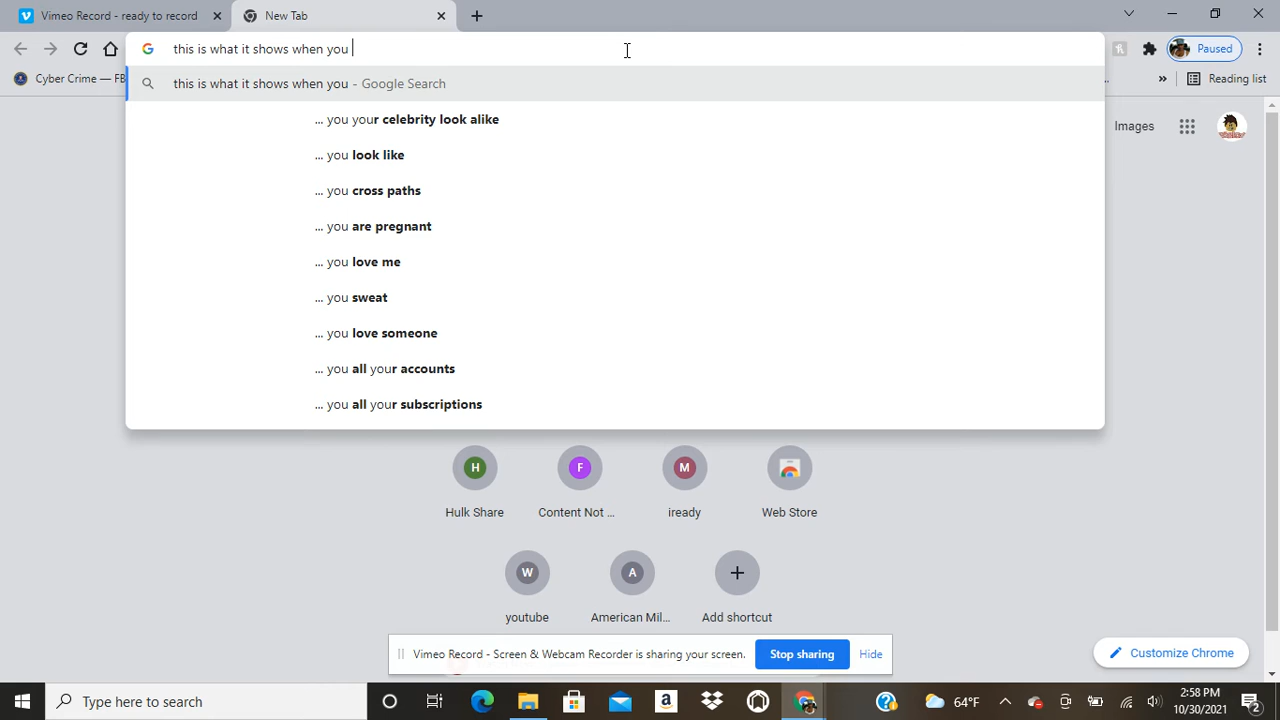 Vimeo Record - ready to record
New Tab
this is what it shows when you
Paused
Cyber Crime — FB
Reading list
this is what it shows when you - Google Search
... you your celebrity look alike
... you look like
... you cross paths
... you are pregnant
... you love me
... you sweat
... you love someone
... you all your accounts
... you all your subscriptions
Images
H
F
M
Hulk Share
Content Not ...
iready
Web Store
W
A
youtube
American Mil...
Add shortcut
Vimeo Record - Screen & Webcam Recorder is sharing your screen.
Stop sharing
Hide
Customize Chrome
Type here to search
64°F
2:58 PM
10/30/2021
2